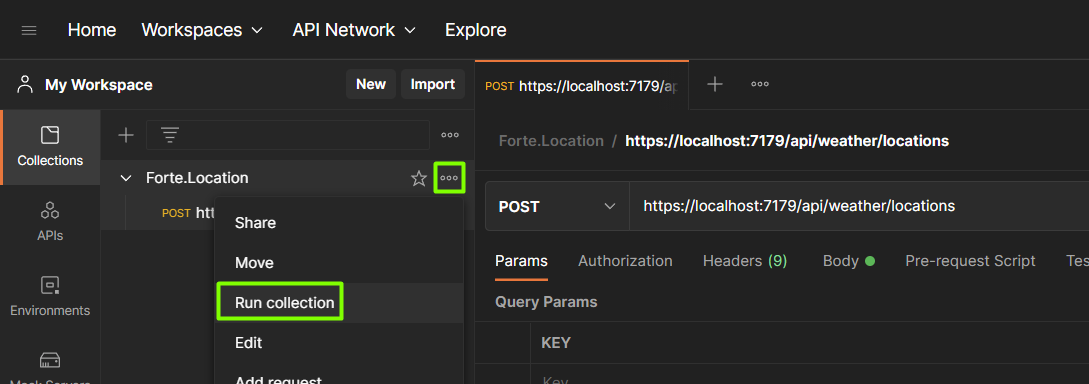 Home Workspaces API Network Explore
My Workspace New Import
POST https://localhost:7179/ap
Collections
Forte.Location / https://localhost:7179/api/weather/locations
Forte.Location
POST htt
POST https://localhost:7179/api/weather/locations
APIs
Share
Move
Run collection
Edit
Add request
Params Authorization Headers (9) Body Pre-request Script Tes
Environments
Query Params
KEY
Key
Mock Servers